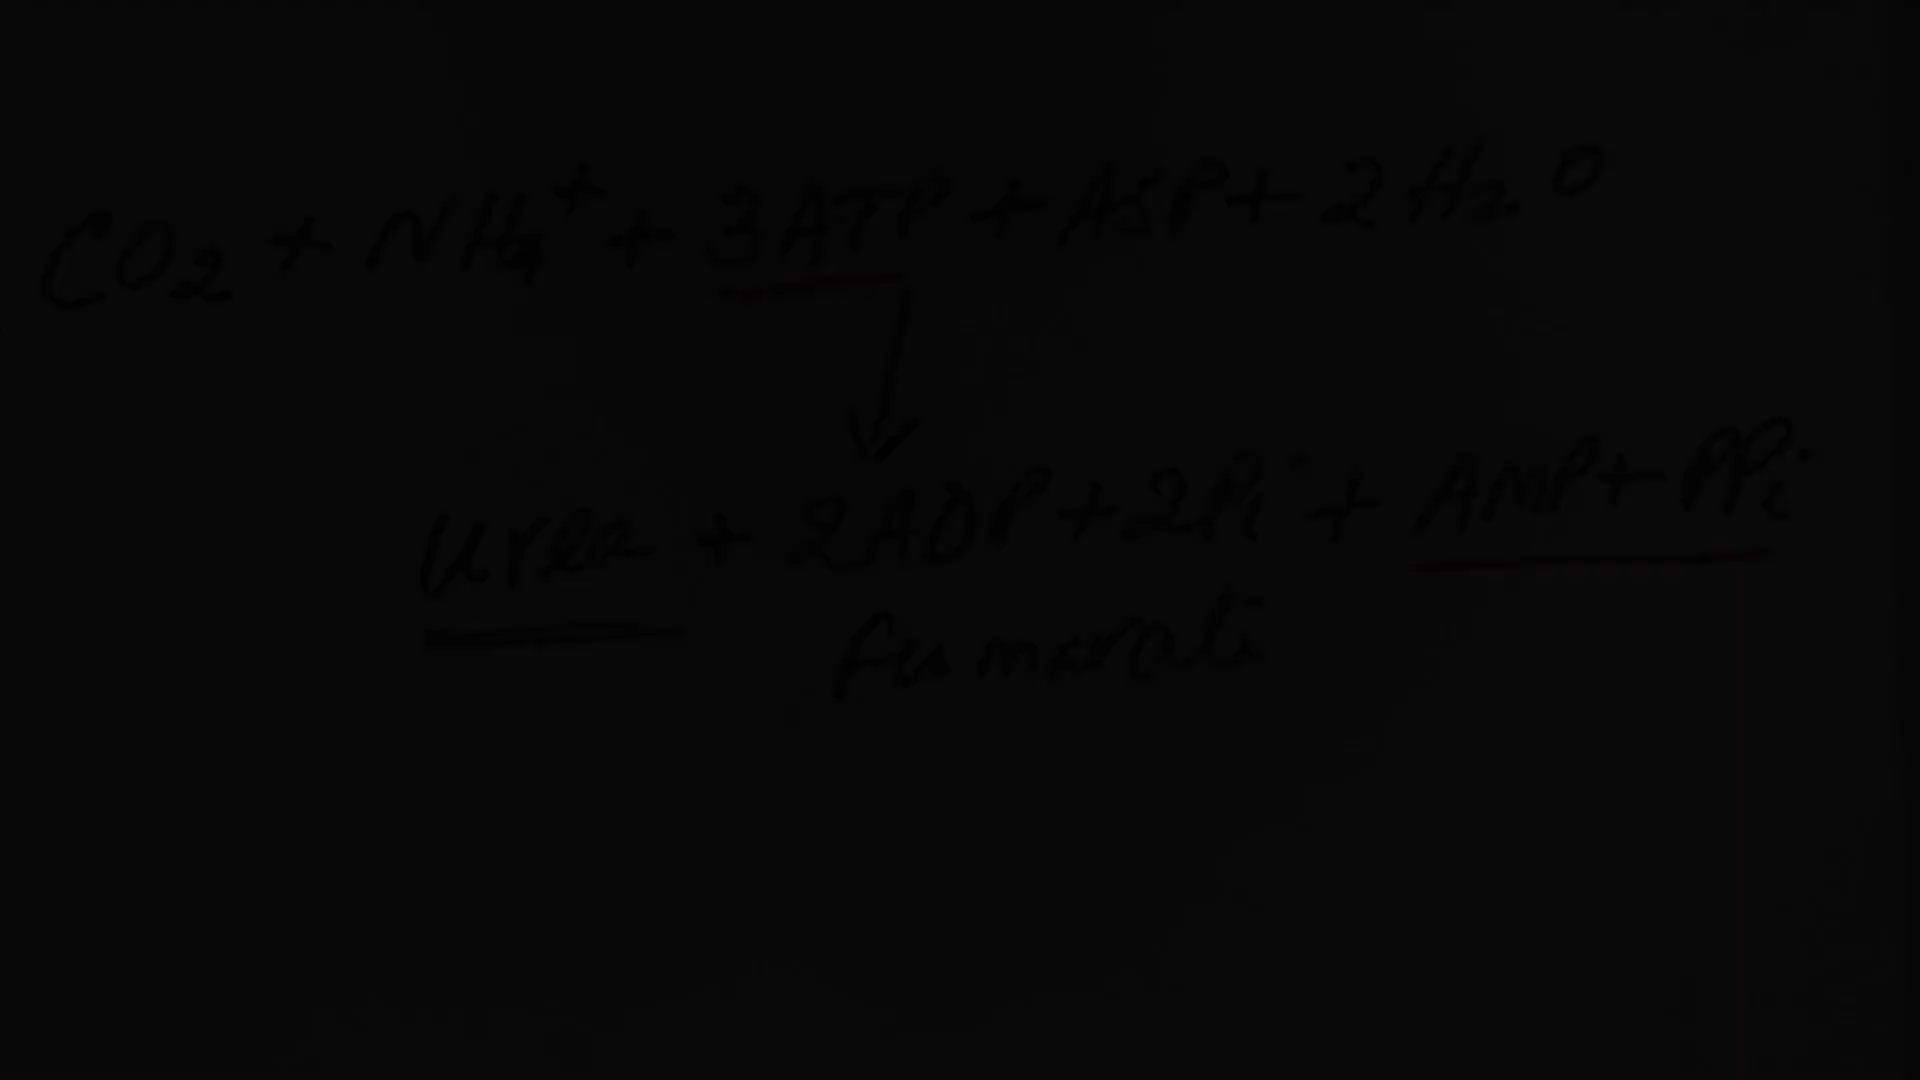 CO₂ + NH₄⁺ + 3ATP + ASP + 2H₂O
Urea + 2ADP + 2Pi + AMP + PPi
fumarate